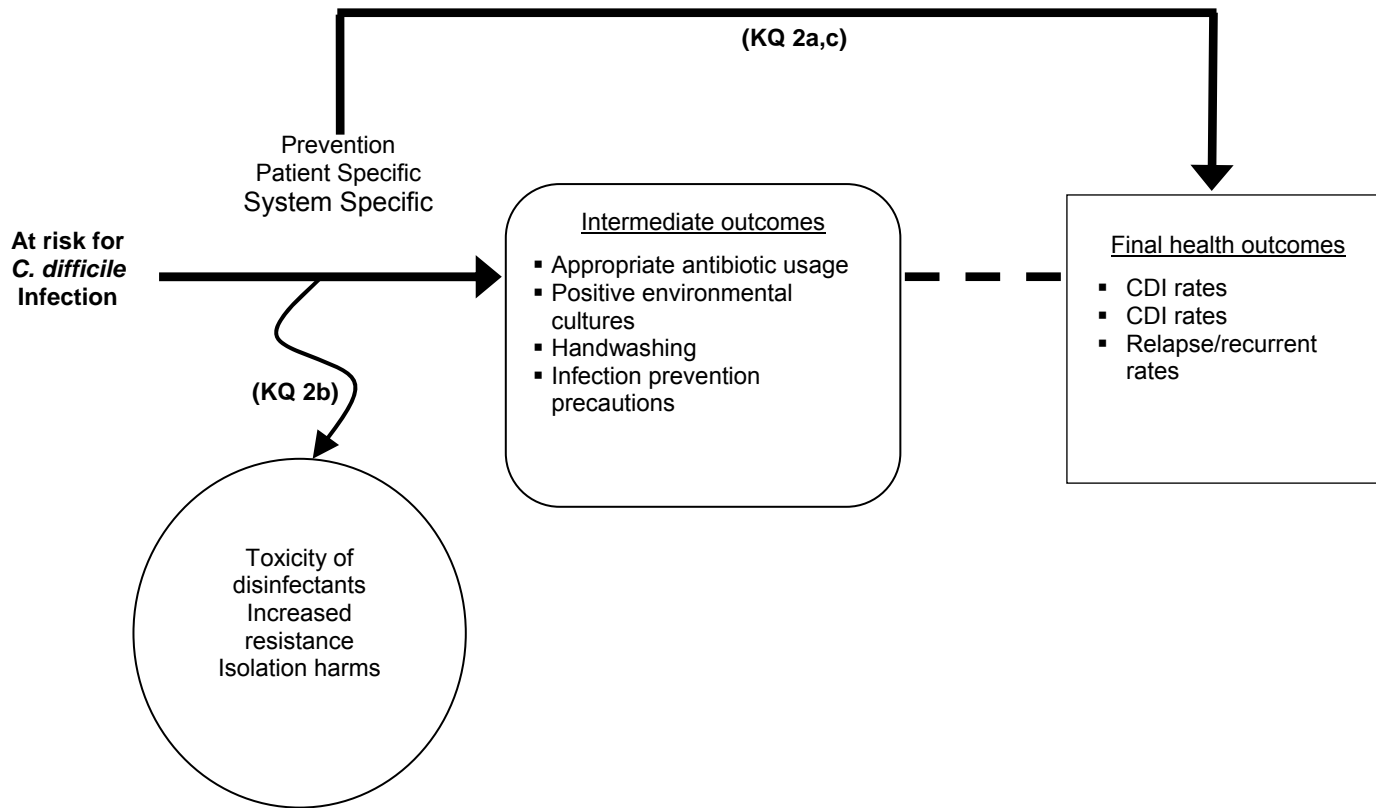 (KQ 2a,c)
Prevention
Patient Specific
System Specific
At risk for
C. difficile
Infection
(KQ 2b)
Toxicity of
disinfectants
Increased
resistance
Isolation harms
Intermediate outcomes
▪ Appropriate antibiotic usage
▪ Positive environmental
cultures
▪ Handwashing
▪ Infection prevention
precautions
Final health outcomes
▪ CDI rates
▪ CDI rates
▪ Relapse/recurrent
rates